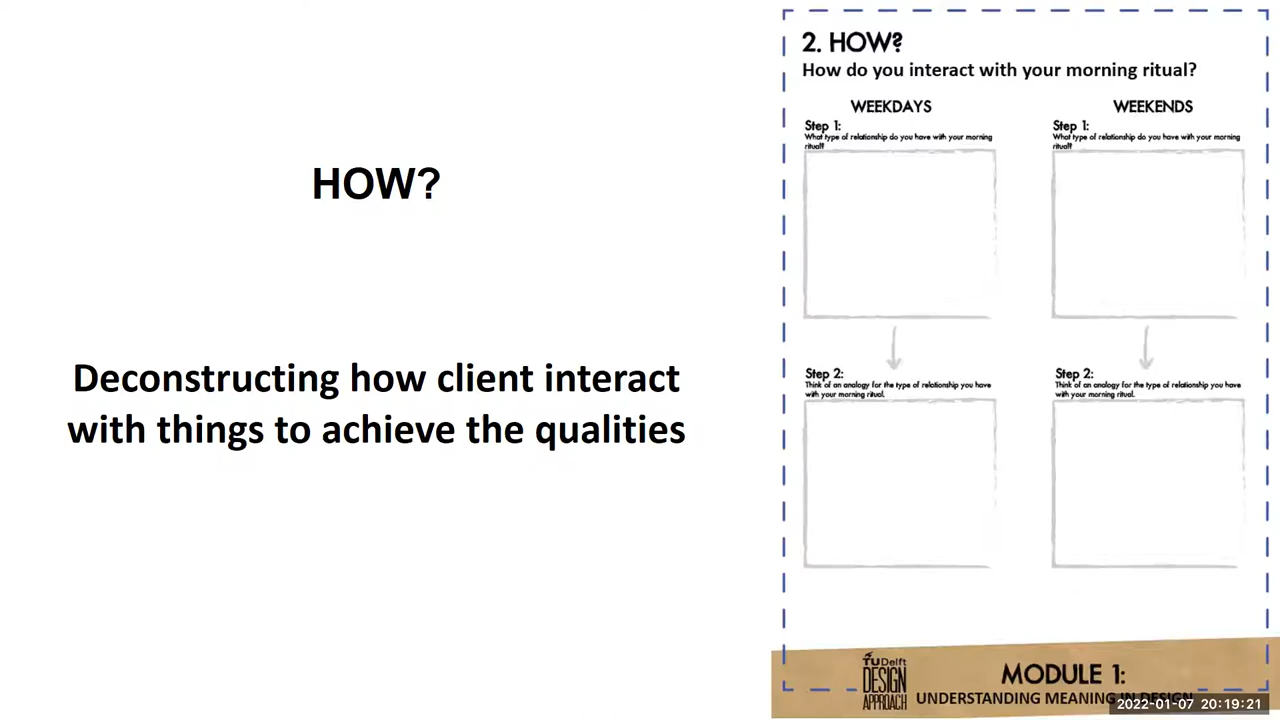 HOW?
Deconstructing how client interact
with things to achieve the qualities
2. HOW?
How do you interact with your morning ritual?
WEEKDAYS
Step 1:
What type of relationship do you have with your morning
ritual?
Step 2:
Think of an analogy for the type of relationship you have
with your morning ritual.
WEEKENDS
Step 1:
What type of relationship do you have with your morning
ritual?
Step 2:
Think of an analogy for the type of relationship you have
with your morning ritual.
TU Delft
DESIGN
APPROACH
MODULE 1:
UNDERSTANDING MEANING IN DESIGN
2022-01-07 20:19:21